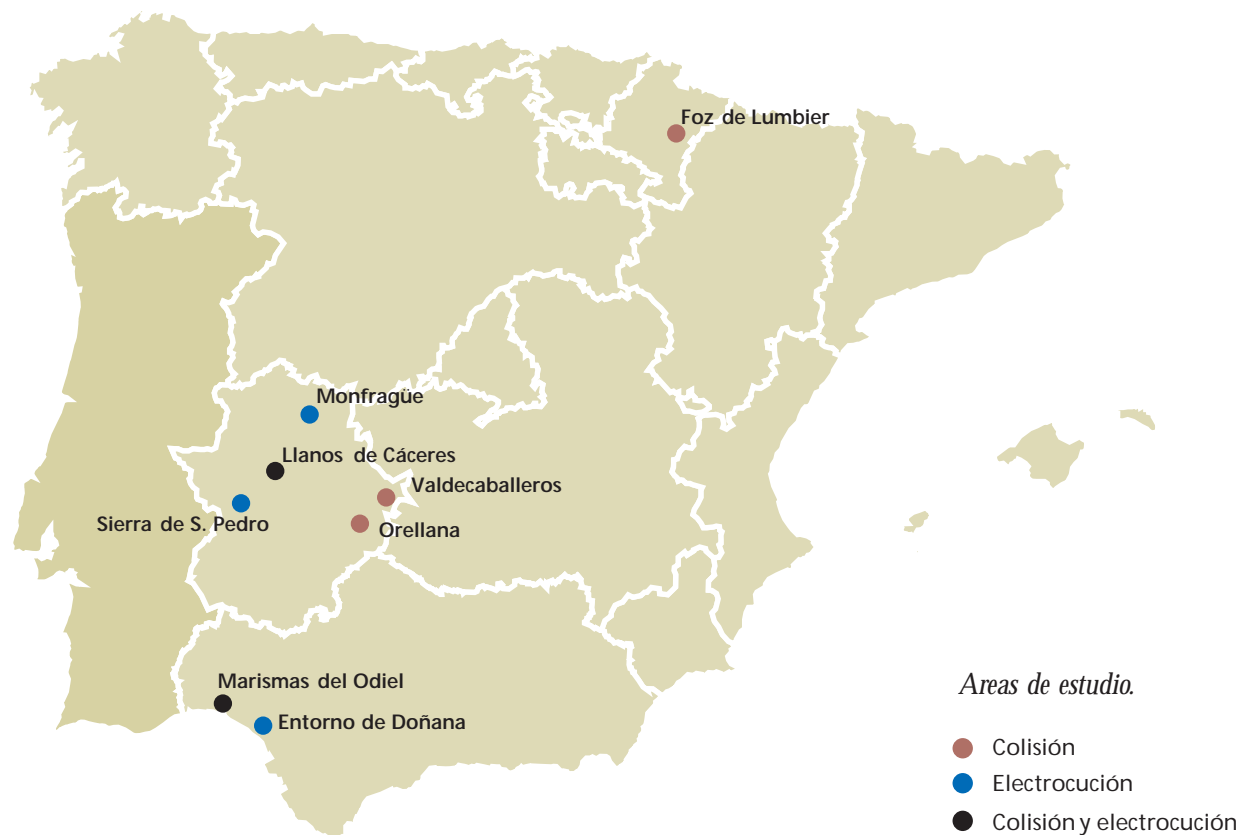 Foz de Lumbier
Monfragüe
Llanos de Cáceres
Valdecaballeros
Sierra de S. Pedro
Orellana
Marismas del Odiel
Entorno de Doñana
Areas de estudio.
Colisión
Electrocución
Colisión y electrocución